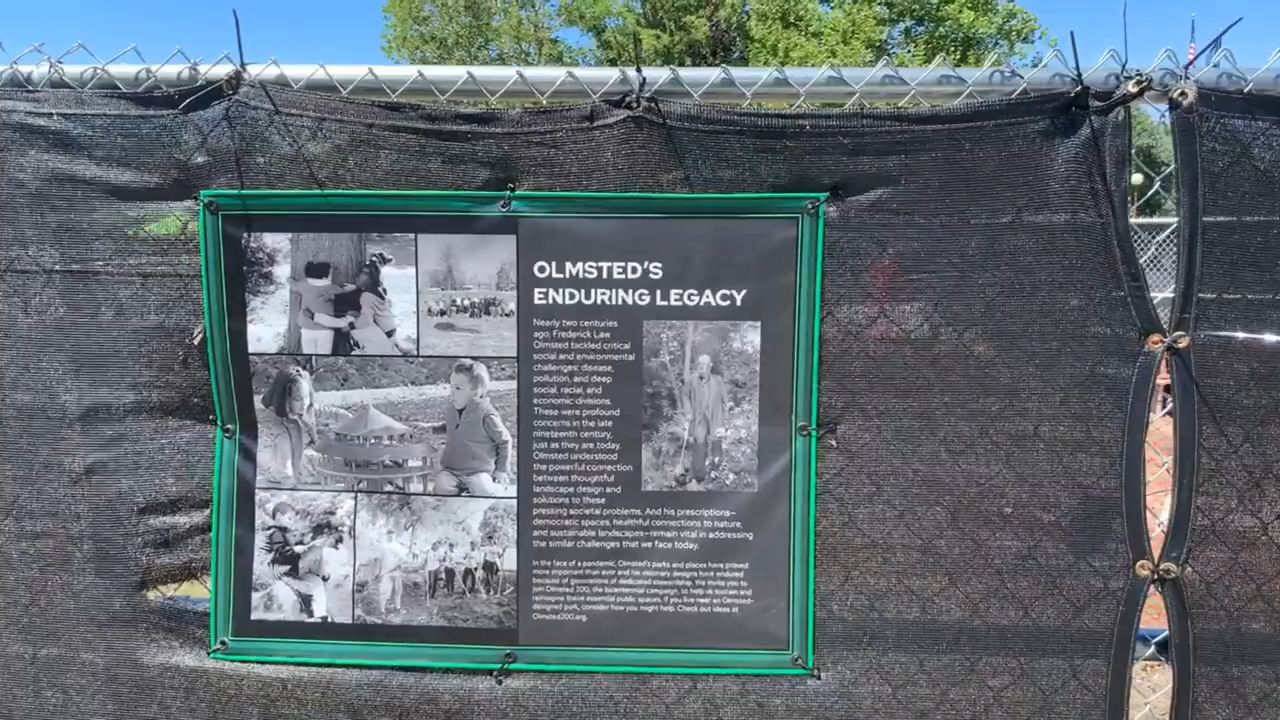 OLMSTED'S
ENDURING LEGACY
Nearly two centuries
ago, Frederick Law
Olmsted tackled critical
social and environmental
challenges: disease,
pollution, and deep
social, racial, and
economic divisions.
These were profound
concerns in the late
nineteenth century,
just as they are today.
Olmsted understood
the powerful connection
between thoughtful
landscape design and
solutions to these
pressing societal problems. And his prescriptions—
democratic spaces, healthful connections to nature,
and sustainable landscapes—remain vital in addressing
the similar challenges that we face today.
In the face of a pandemic, Olmsted's parks and places have proved
more important than ever and his visionary designs have endured
because of generations of dedicated stewardship. We invite you to
join Olmsted 200, the bicentennial campaign, to help us sustain and
reimagine these essential public spaces. If you live near an Olmsted-
designed park, consider how you might help. Check out ideas at
Olmsted200.org.